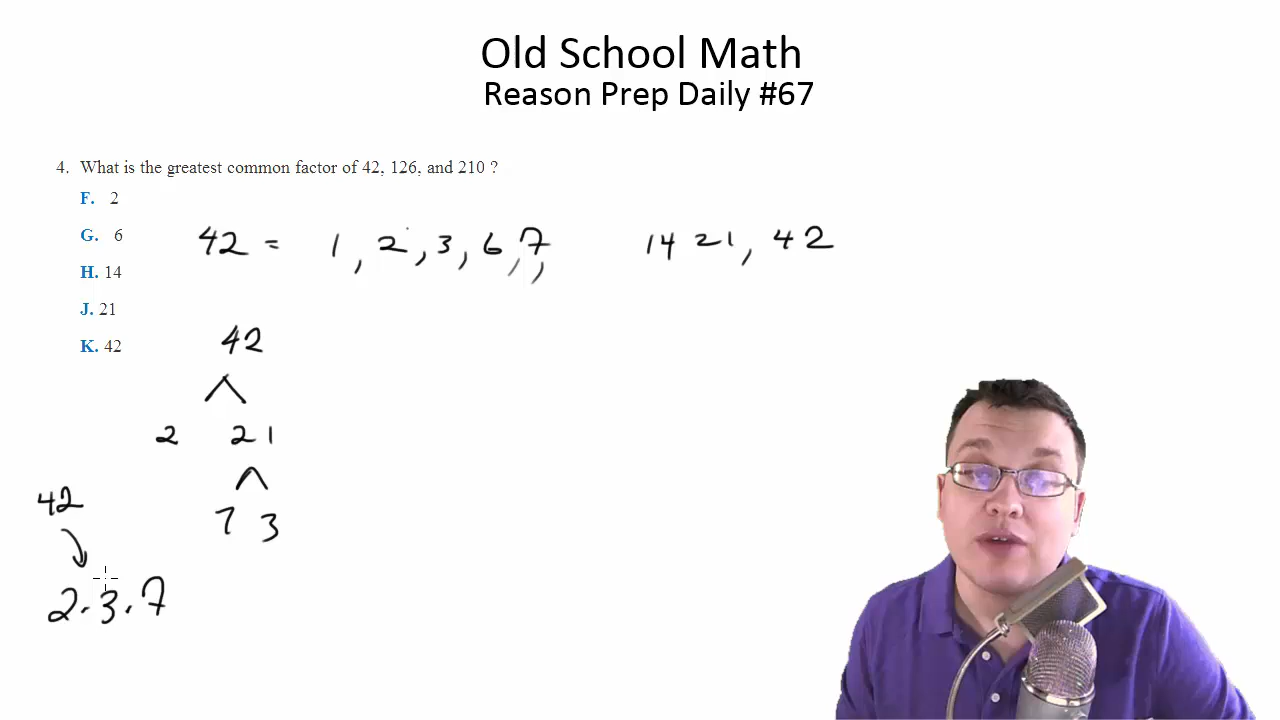 Old School Math
Reason Prep Daily #67
4. What is the greatest common factor of 42, 126, and 210 ?
F. 2
G. 6
H. 14
J. 21
K. 42
42 = 1, 2, 3, 6, 7, 14 21, 42
42
2 21
7 3
42
2.3.7